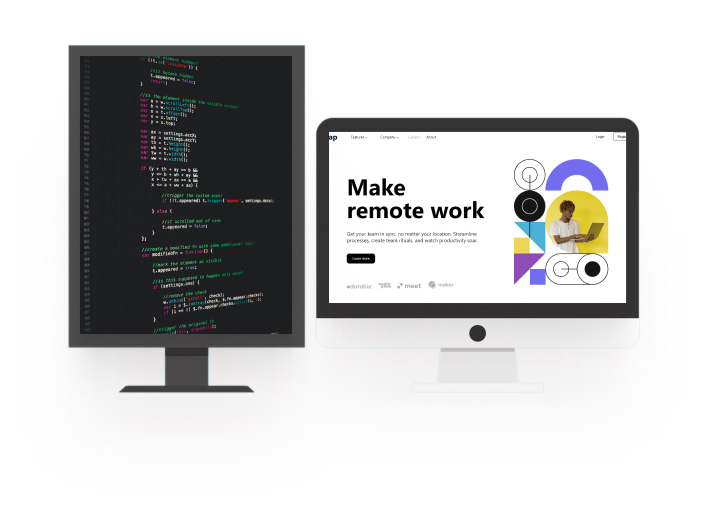 //is the element hidden
if (!t.is(':visible')) {
//it became hidden
t.appeared = false;
return;
}
//is the element inside the visible window
var a = w.scrollLeft();
var b = w.scrollTop();
var o = t.offset();
var x = o.left;
var y = o.top;
var ax = settings.accX;
var ay = settings.accY;
var th = t.height();
var wh = w.height();
var tw = t.width();
var ww = w.width();
if (y + th + ay >= b &&
y <= b + wh + ay &&
x + tw + ax >= a &&
x <= a + ww + ax) {
//trigger the custom event
if (!t.appeared) t.trigger('appear', settings.data);
} else {
//it scrolled out of view
t.appeared = false;
}
};
//create a modified fn with some additional logic
var modifiedFn = function() {
//mark the element as visible
t.appeared = true;
//is this supposed to happen only once?
if (settings.one) {
//remove the check
w.unbind('scroll', check);
var i = $.inArray(check, $.fn.appear.checks);
if (i >= 0) $.fn.appear.checks.splice(i, 1);
}
//trigger the original fn
ap
Features
Company
Careers
About
Login
Make
remote work
Get your team in sync, no matter your location. Streamline
processes, create team rituals, and watch productivity soar.
Learn more
databiz
meet
maker